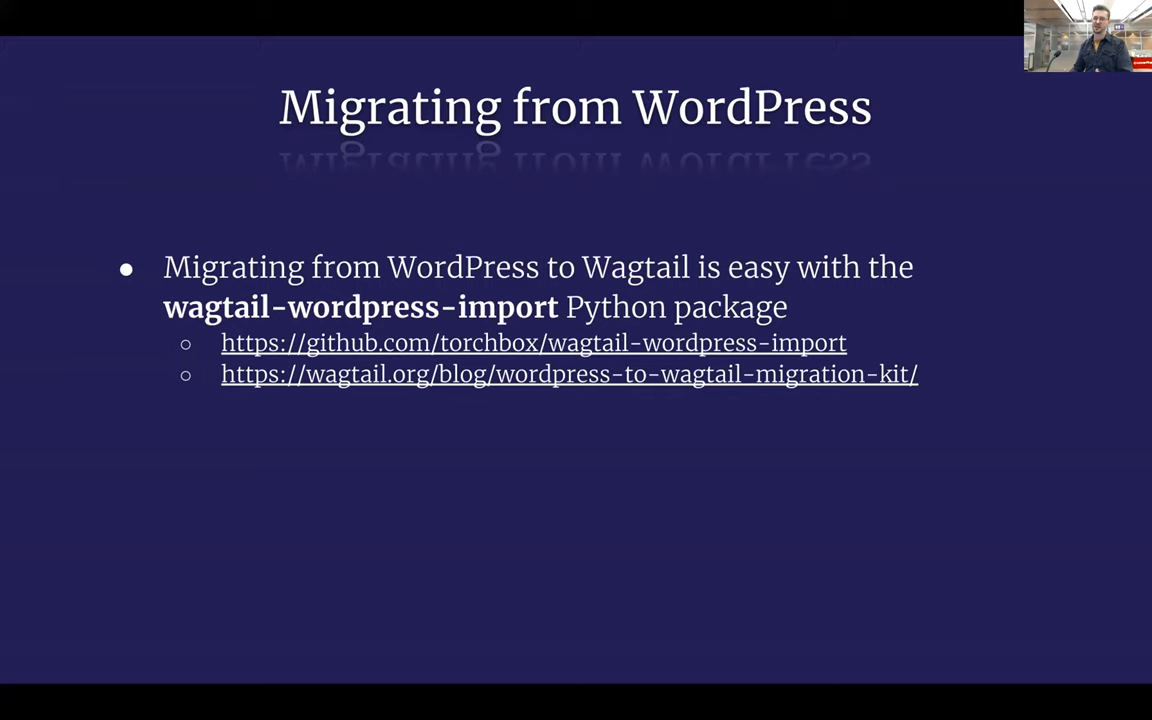 Migrating from WordPress
Migrating from WordPress to Wagtail is easy with the
wagtail-wordpress-import Python package
https://github.com/torchbox/wagtail-wordpress-import
https://wagtail.org/blog/wordpress-to-wagtail-migration-kit/